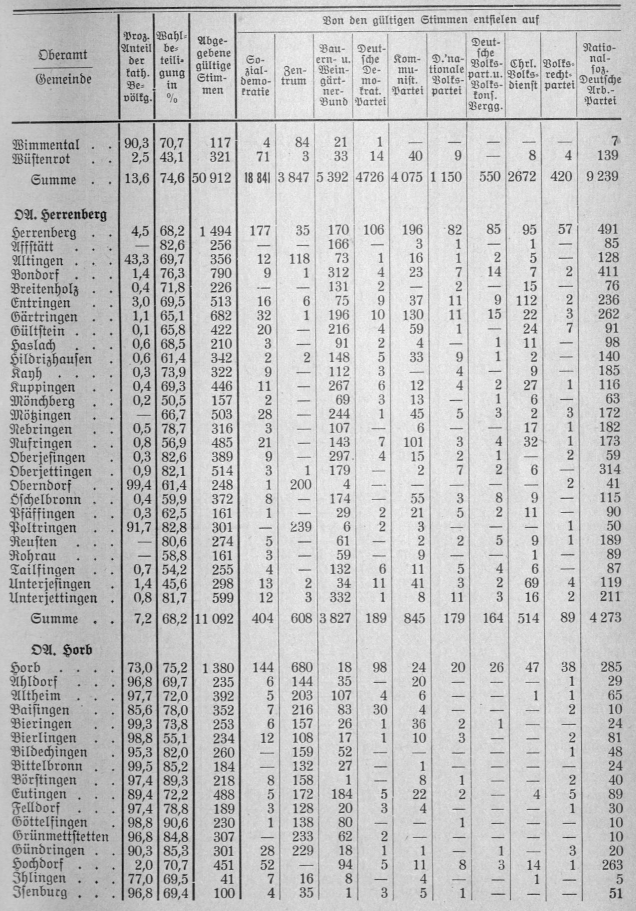 Oberamt
Gemeinde
Proz. Anteil der kath. Bevölkg.
Wahlbeteiligung in %
Abgegebene gültige Stimmen
Von den gültigen Stimmen entfielen auf
Sozialdemokratie
Zentrum
Bauern- u. Weingärtner-Bund
Deutsche Demokrat. Partei
Kommunist. Partei
D.'nationale Volkspartei
Deutsche Volkspart. u. Volkskons. Vergg.
Chrl. Volksdienst
Volksrechtpartei
National-soz. Deutsche Arb.-Partei
Wimmental . . 90,3 70,7 117 4 84 21 1 — — — — — 7
Wüstenrot . . 2,5 43,1 321 71 3 33 14 40 9 — 8 4 139
Summe . . 13,6 74,6 50 912 18 841 3 847 5 392 4726 4 075 1 150 550 2672 420 9 239
OA. Herrenberg
Herrenberg . . 4,5 68,2 1 494 177 35 170 106 196 82 85 95 57 491
Affstätt . . . — 82,6 256 — — 166 — 3 1 — 1 — 85
Altingen . . . 43,3 69,7 356 12 118 73 1 16 1 2 5 — 128
Bondorf . . . 1,4 76,3 790 9 1 312 4 23 7 14 7 2 411
Breitenholz . . 0,4 71,8 226 — — 131 2 — 2 — 15 — 76
Entringen . . 3,0 69,5 513 16 6 75 9 37 11 9 112 2 236
Gärtringen . . 1,1 65,1 682 32 1 196 10 130 11 15 22 3 262
Gültstein . . 0,1 65,8 422 20 — 216 4 59 1 — 24 7 91
Haslach . . . 0,6 68,5 210 3 — 91 2 4 — 1 11 — 98
Hildrizhausen . 0,6 61,4 342 2 2 148 5 33 9 1 2 — 140
Kayh . . . . 0,3 73,9 322 9 — 112 3 — 4 — 9 — 185
Kuppingen . . 0,4 69,3 446 11 — 267 6 12 4 2 27 1 116
Mönchberg . . 0,2 50,5 157 2 — 69 3 13 — 1 6 — 63
Mötzingen . . — 66,7 503 28 — 244 1 45 5 3 2 3 172
Nebringen . . 0,5 78,7 316 3 — 107 — 6 — — 17 1 182
Nufringen . . 0,8 56,9 485 21 — 143 7 101 3 4 32 1 173
Oberjesingen . 0,3 82,6 389 9 — 297 4 15 2 1 — 2 59
Oberjettingen . 0,9 82,1 514 3 1 179 — 2 7 2 6 — 314
Oberndorf . . 99,4 61,4 248 1 200 4 — — — — — 2 41
Öschelbronn . . 0,4 59,9 372 8 — 174 — 55 3 8 9 — 115
Pfäffingen . . 0,3 62,5 161 1 — 29 2 21 5 2 11 — 90
Poltringen . . 91,7 82,8 301 — 239 6 2 3 — — — 1 50
Reusten . . . — 80,6 274 5 — 61 — 2 2 5 9 1 189
Rohrau . . . — 58,8 161 3 — 59 — 9 — — 1 — 89
Tailfingen . . 0,7 54,2 255 4 — 132 6 11 5 4 6 — 87
Unterjesingen . 1,4 45,6 298 13 2 34 11 41 3 2 69 4 119
Unterjettingen . 0,8 81,7 599 12 3 332 1 8 11 3 16 2 211
Summe . . 7,2 68,2 11 092 404 608 3 827 189 845 179 164 514 89 4 273
OA. Horb
Horb . . . . 73,0 75,2 1 380 144 680 18 98 24 20 26 47 38 285
Ahldorf . . . 96,8 69,7 235 6 144 35 — 20 — — — 1 29
Altheim . . . 97,7 72,0 392 5 203 107 4 6 — — 1 1 65
Baisingen . . 85,6 78,0 352 7 216 83 30 4 — — — 2 10
Bieringen . . 99,3 73,8 253 6 157 26 1 36 2 1 — — 24
Bierlingen . . 98,8 55,1 234 12 108 17 1 10 3 — — 2 81
Bildechingen . 95,3 82,0 260 — 159 52 — — — — — 1 48
Bittelbronn . . 99,5 85,2 184 — 132 27 — 1 — — — — 24
Börstingen . . 97,4 89,3 218 8 158 1 — 8 1 — — 2 40
Eutingen . . 89,4 72,2 488 5 172 184 5 22 2 — 4 5 89
Felldorf . . . 97,4 78,8 189 3 128 20 3 4 — — — 1 30
Göttelfingen . 98,8 90,6 230 1 138 80 — — 1 — — — 10
Grünmettstetten 96,8 84,8 307 — 233 62 2 — — — — — 10
Gündringen . . 90,3 85,3 301 28 229 18 1 1 — 1 — 3 20
Hochdorf . . . 2,0 70,7 451 52 — 94 5 11 8 3 14 1 263
Ihlingen . . . 77,0 69,5 41 7 16 8 — 4 — — 1 — 5
Isenburg . . . 96,8 69,4 100 4 35 1 3 5 1 — — — 51